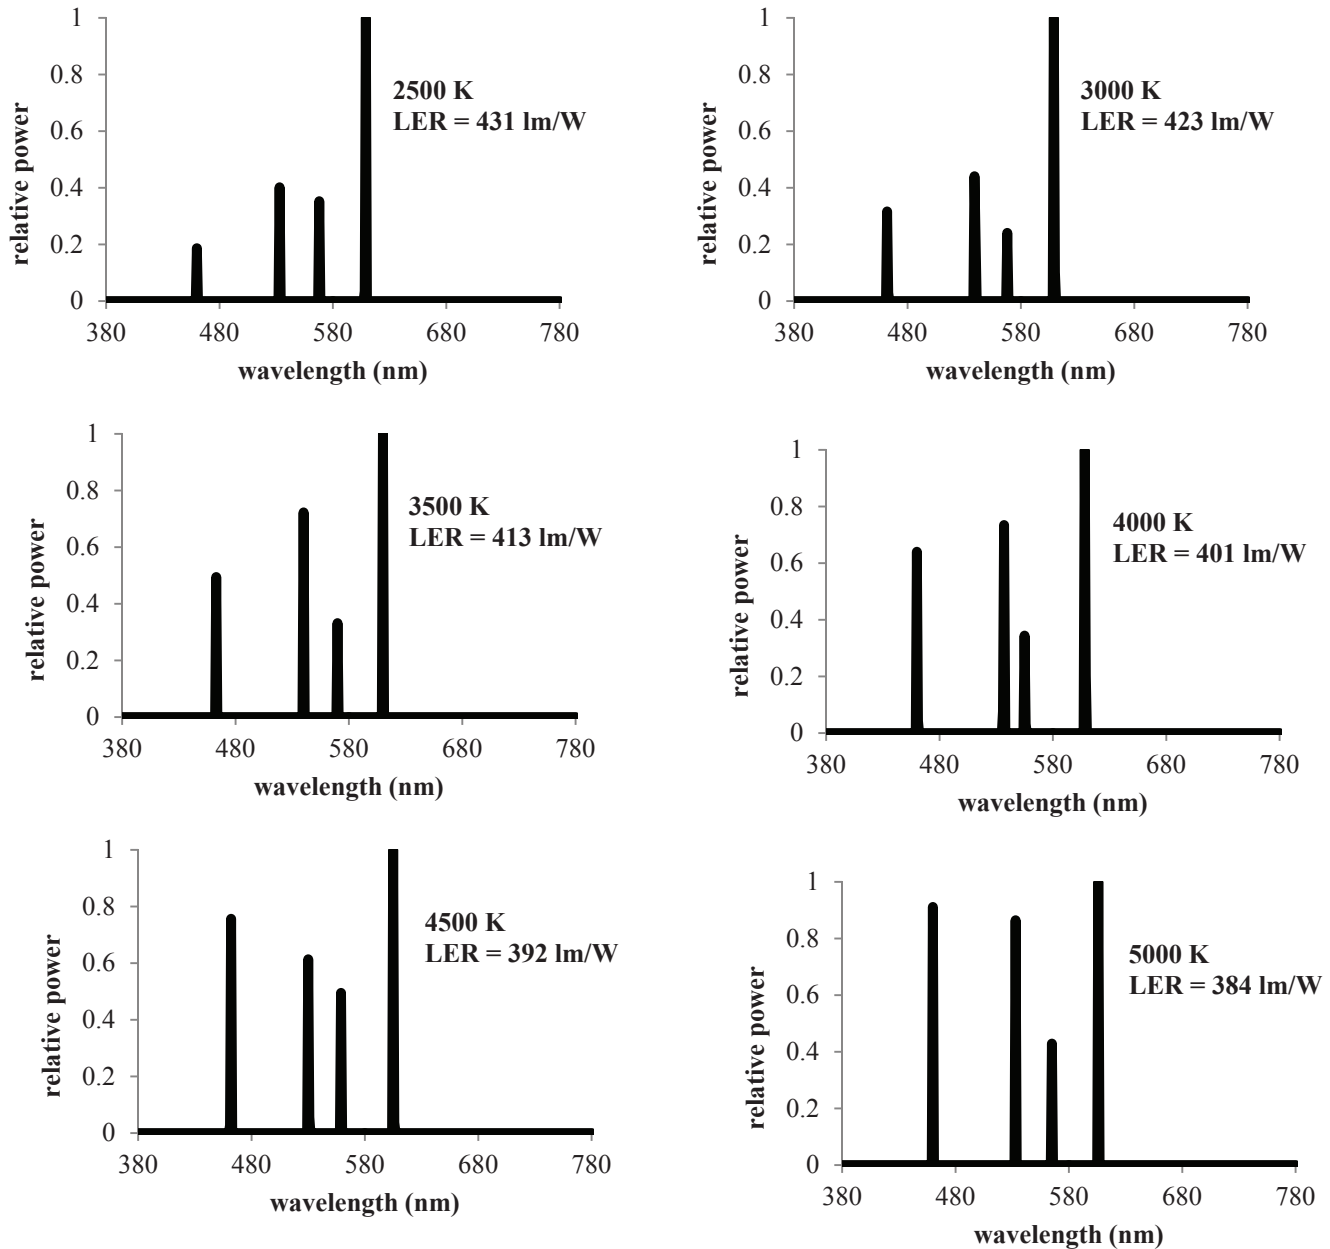 1
0.8
0.6
0.4
0.2
0
relative power
2500 K
LER = 431 lm/W
380 480 580 680 780
wavelength (nm)
1
0.8
0.6
0.4
0.2
0
relative power
3000 K
LER = 423 lm/W
380 480 580 680 780
wavelength (nm)
1
0.8
0.6
0.4
0.2
0
relative power
3500 K
LER = 413 lm/W
380 480 580 680 780
wavelength (nm)
1
0.8
0.6
0.4
0.2
0
relative power
4000 K
LER = 401 lm/W
380 480 580 680 780
wavelength (nm)
1
0.8
0.6
0.4
0.2
0
relative power
4500 K
LER = 392 lm/W
380 480 580 680 780
wavelength (nm)
1
0.8
0.6
0.4
0.2
0
relative power
5000 K
LER = 384 lm/W
380 480 580 680 780
wavelength (nm)